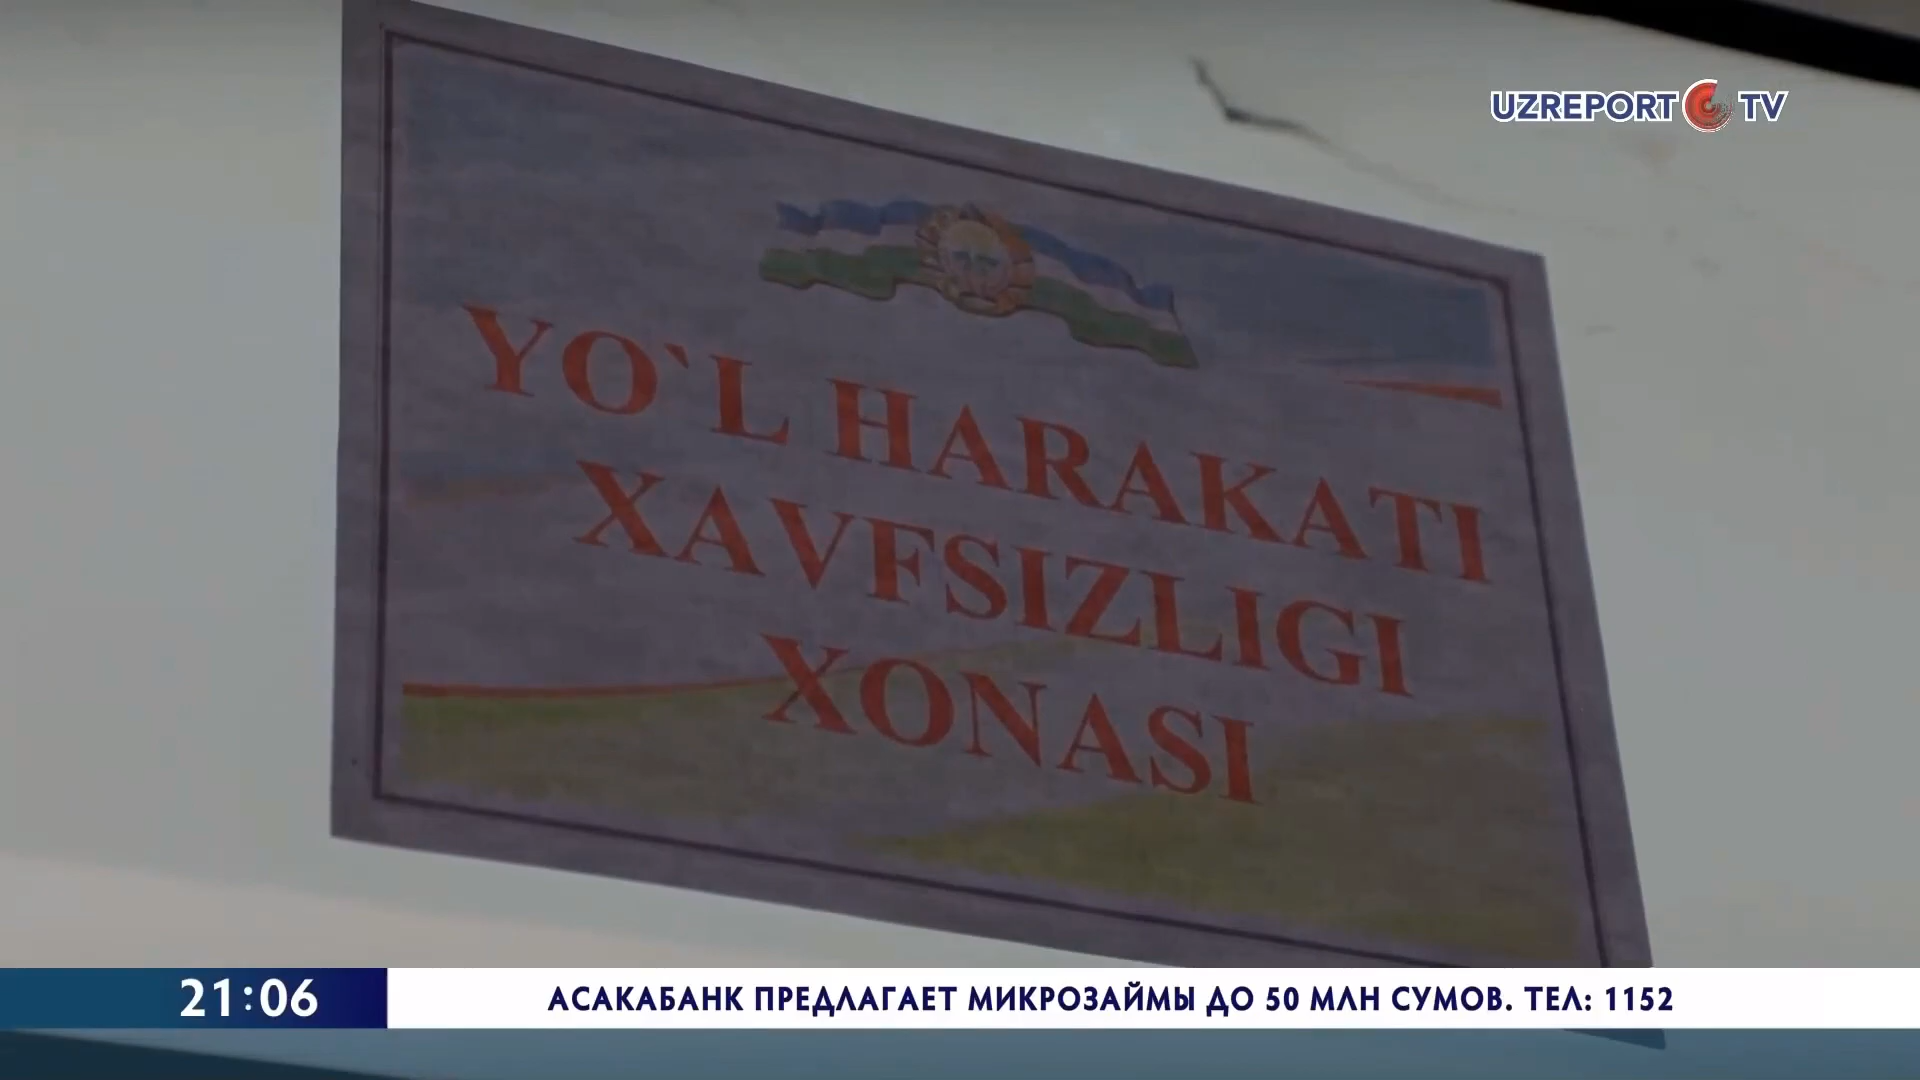 UZREPORT TV
YO`L HARAKATI
XAVFSIZLIGI
XONASI
21:06 АСАКАБАНК ПРЕДЛАГАЕТ МИКРОЗАЙМЫ ДО 50 МЛН СУМОВ. ТЕЛ: 1152